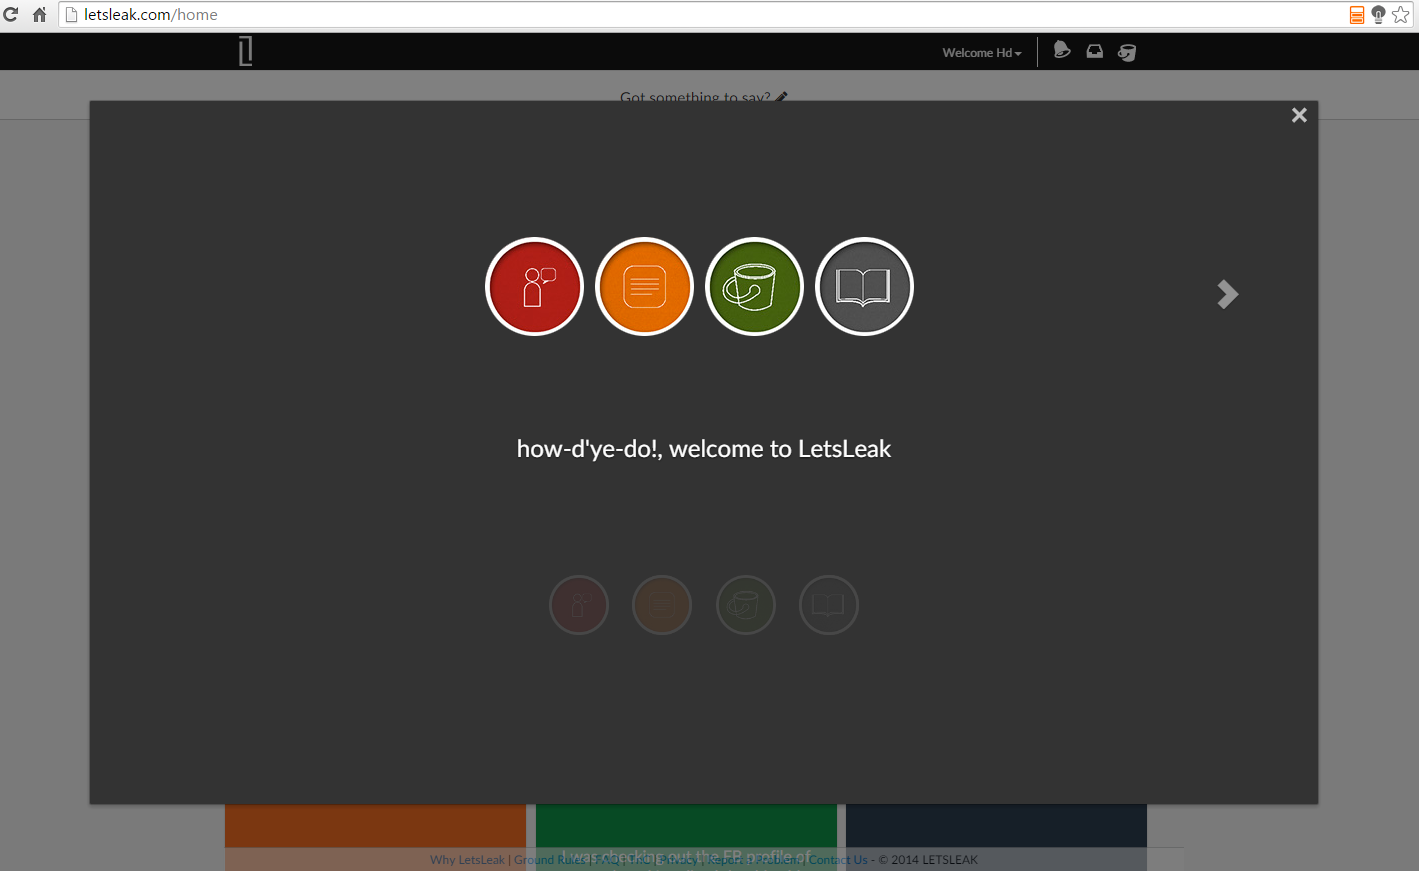 letsleak.com/home
Welcome Hd
Got something to say?
how-d'ye-do!, welcome to LetsLeak
I was checking out the FB profile of
Why LetsLeak | Ground Rules | FAQ | TnC | Privacy | Report a Problem | Contact Us - © 2014 LETSLEAK